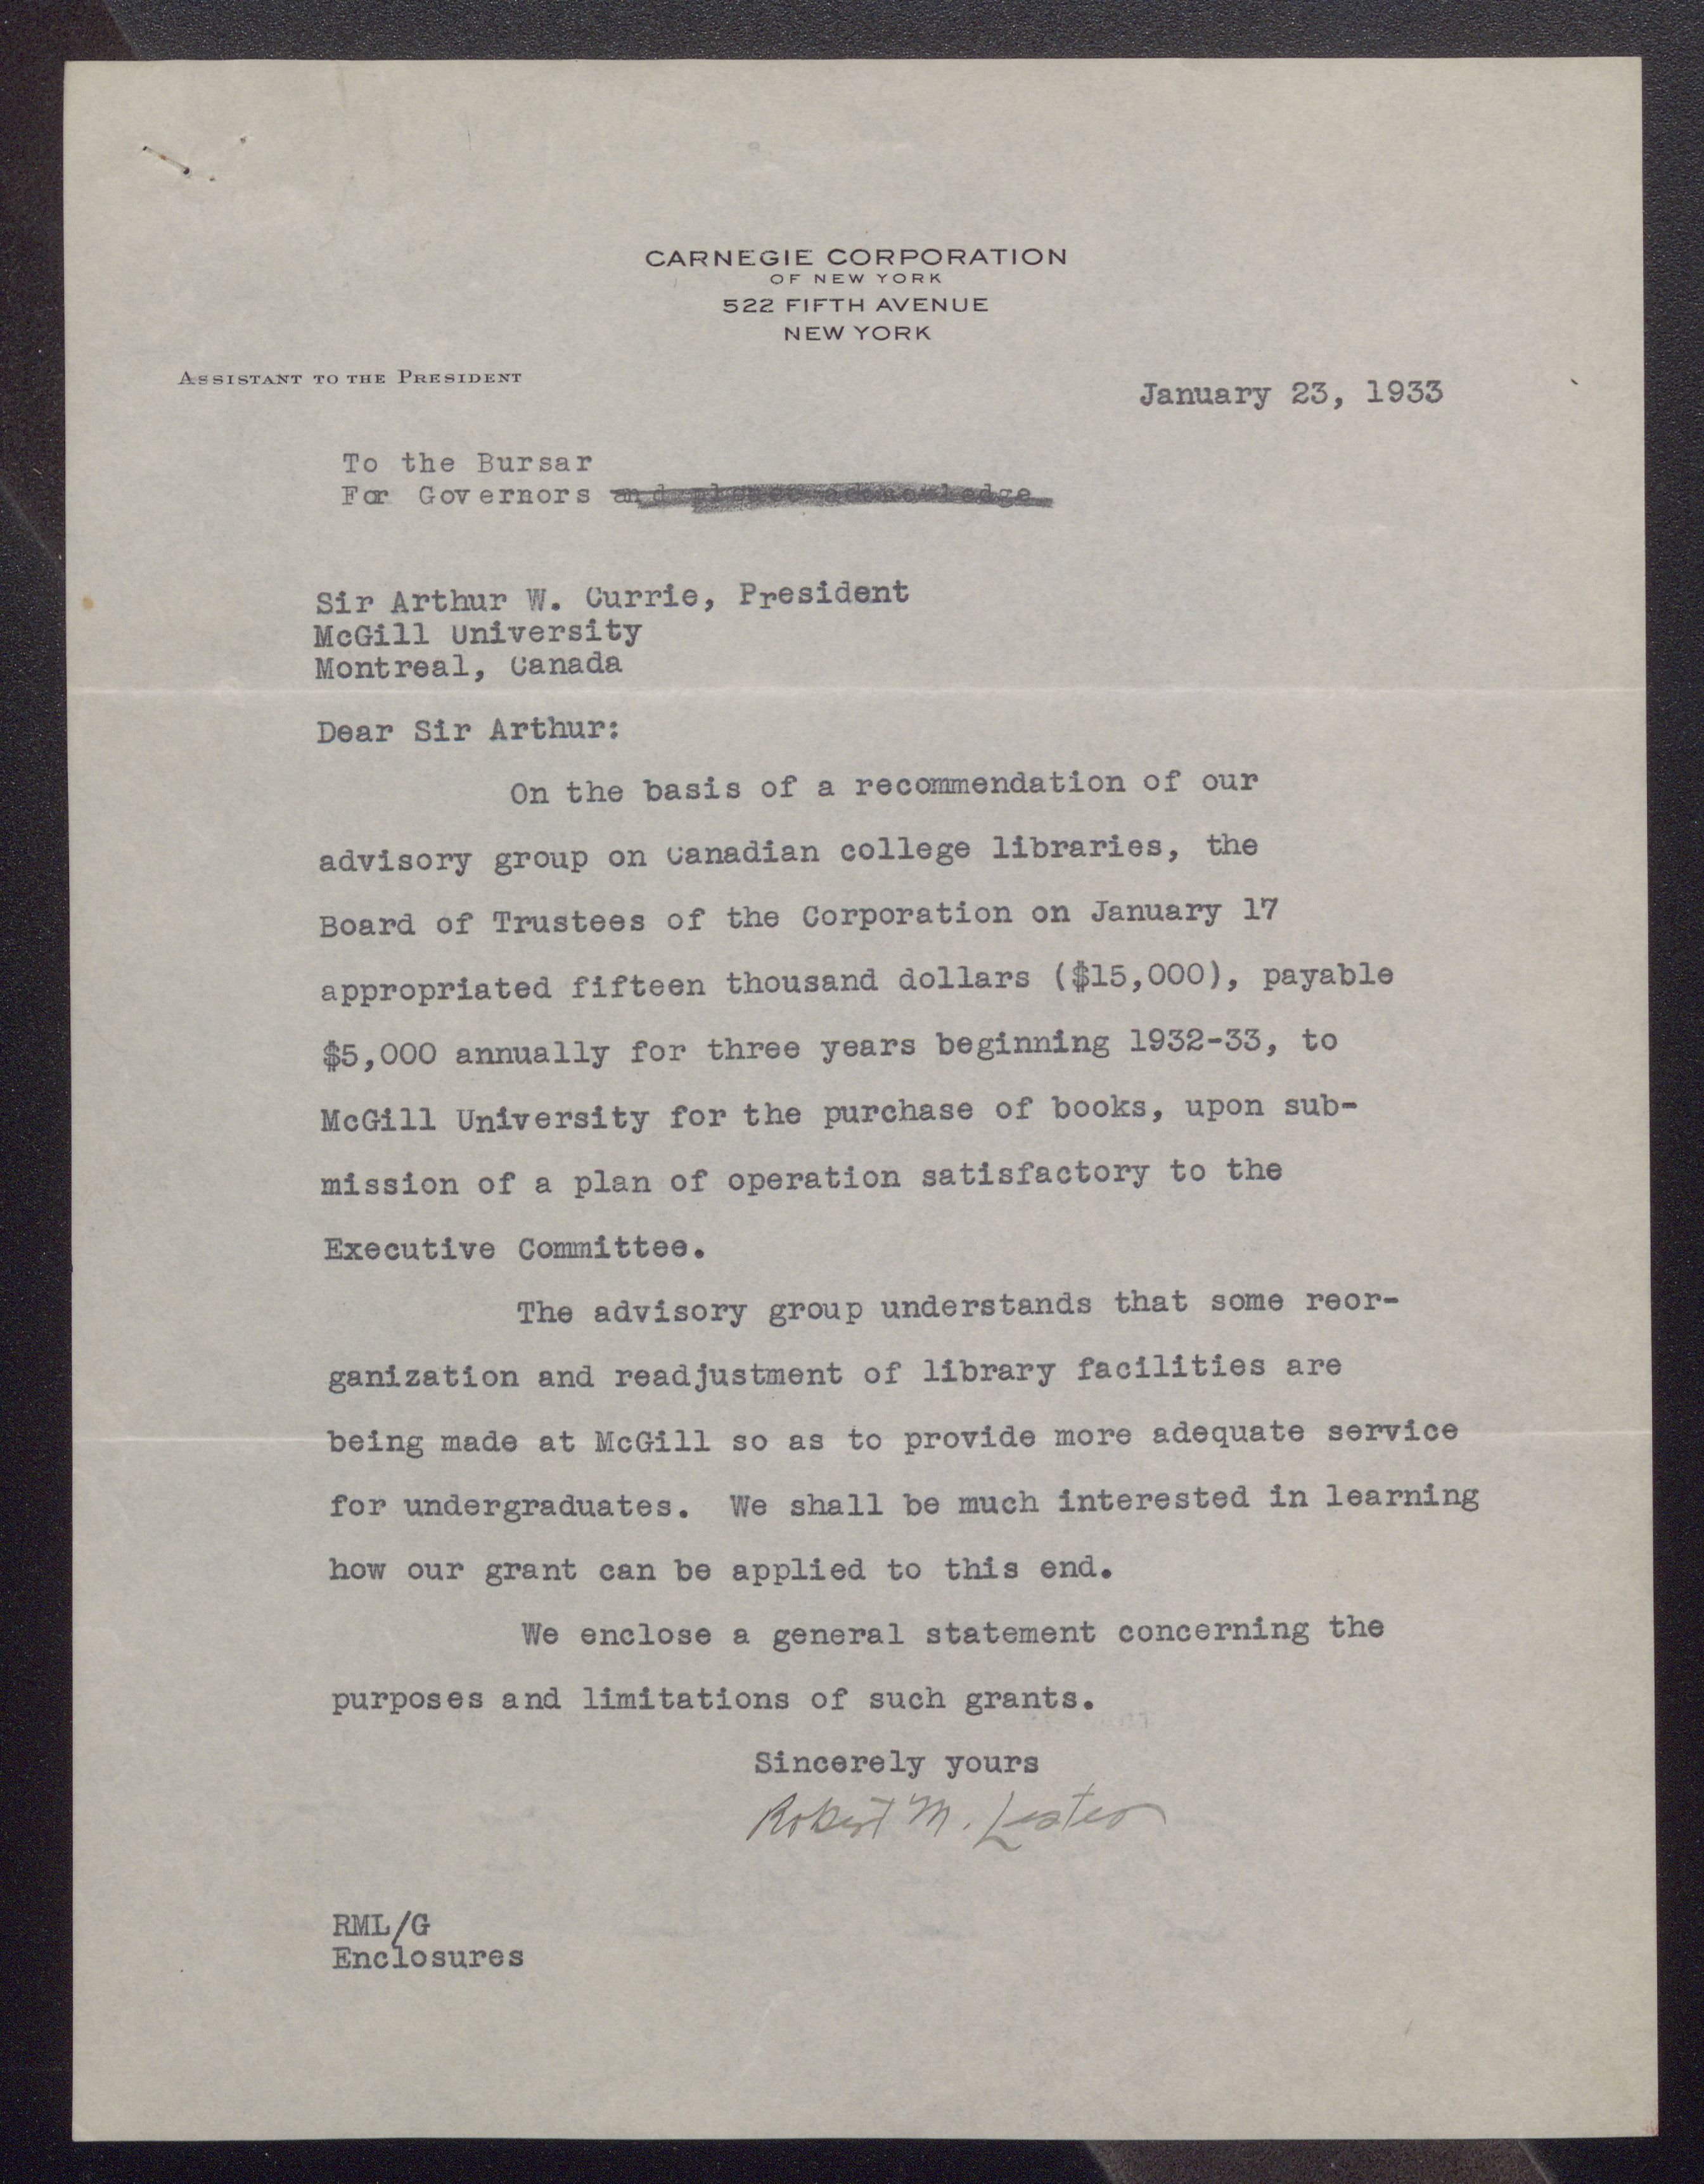 CARNEGIE CORPORATION
OF NEW YORK
522 FIFTH AVENUE
NEW YORK
ASSISTANT TO THE PRESIDENT
January 23, 1933
To the Bursar
For Governors and please acknowledge
Sir Arthur W. Currie, President
McGill University
Montreal, Canada
Dear Sir Arthur:
On the basis of a recommendation of our
advisory group on Canadian college libraries, the
Board of Trustees of the Corporation on January 17
appropriated fifteen thousand dollars ($15,000), payable
$5,000 annually for three years beginning 1932-33, to
McGill University for the purchase of books, upon sub-
mission of a plan of operation satisfactory to the
Executive Committee.
The advisory group understands that some reor-
ganization and readjustment of library facilities are
being made at McGill so as to provide more adequate service
for undergraduates. We shall be much interested in learning
how our grant can be applied to this end.
We enclose a general statement concerning the
purposes and limitations of such grants.
Sincerely yours
Robert M. Lester
RML/G
Enclosures